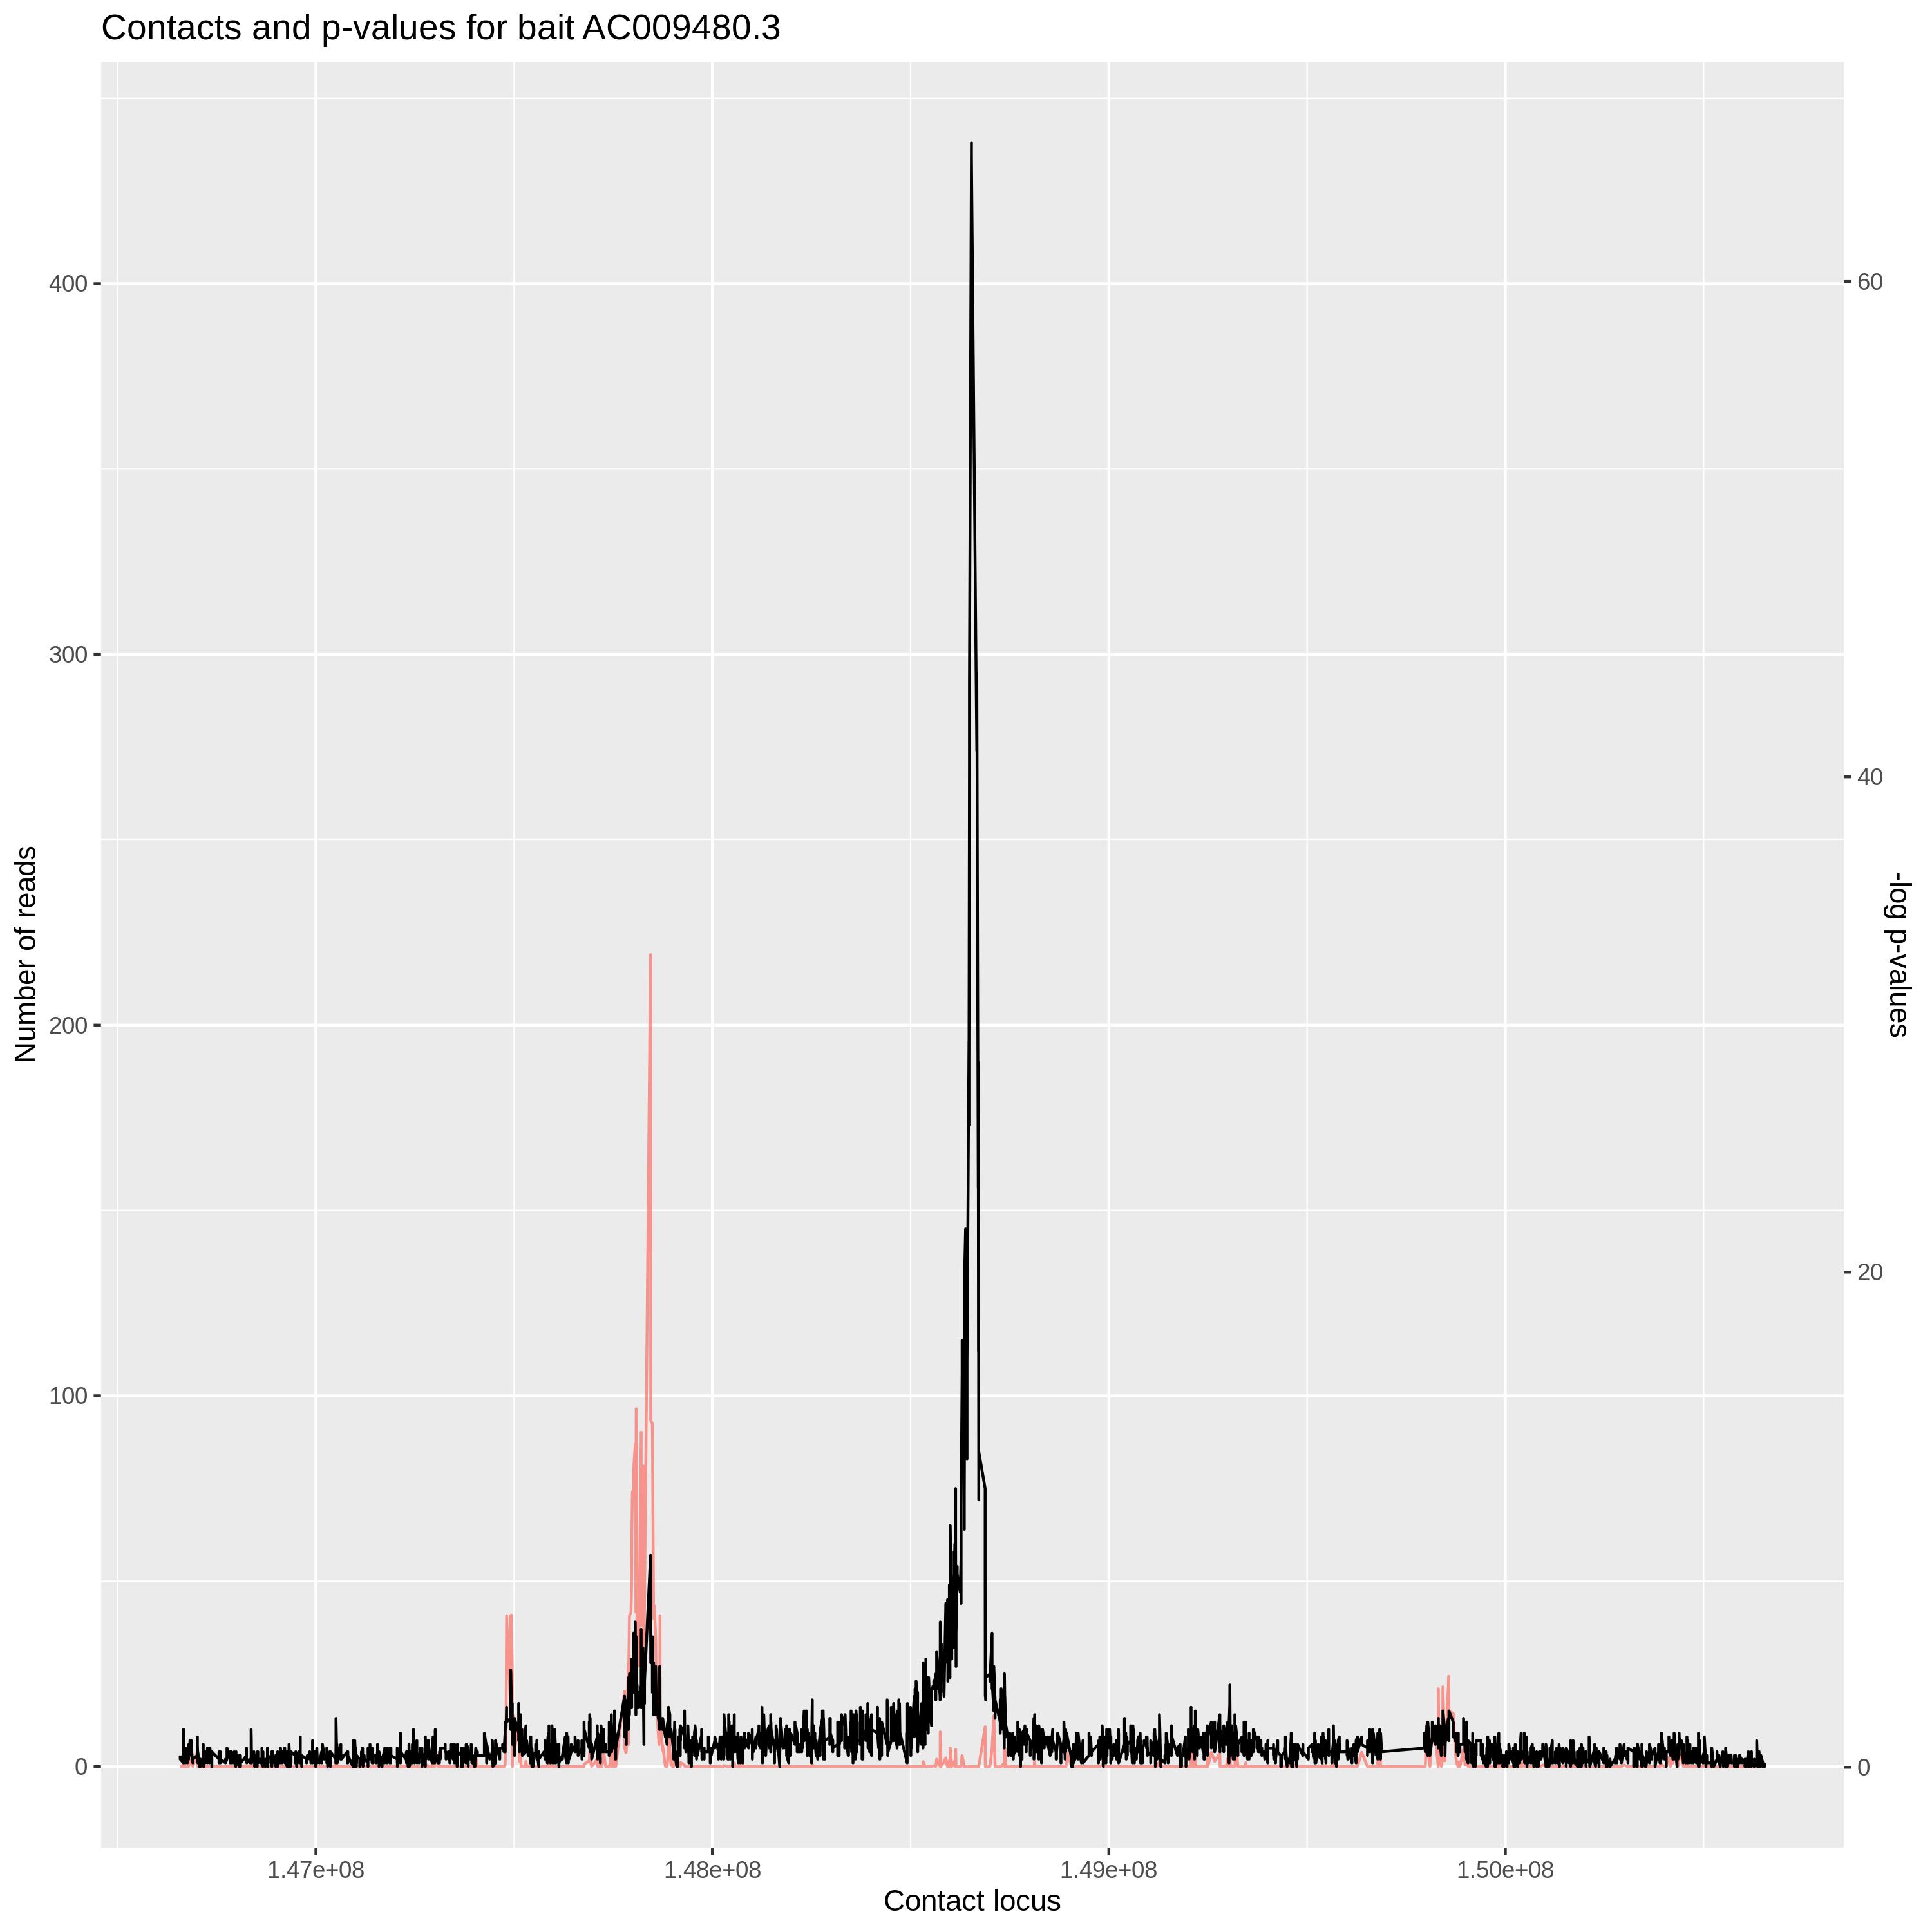 Contacts and p-values for bait AC009480.3
400
300
200
100
0
60
40
20
0
Number of reads
-log p-values
1.47e+08
1.48e+08
1.49e+08
1.50e+08
Contact locus